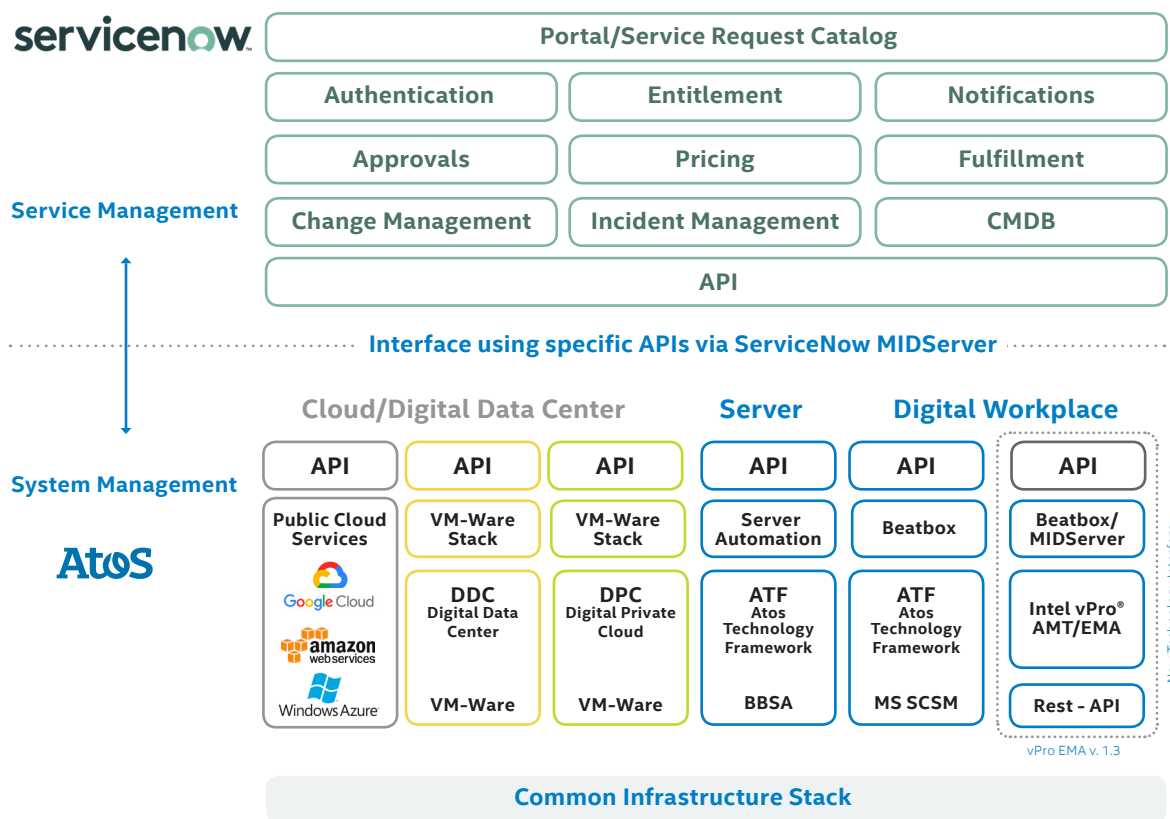 servicenow™
Portal/Service Request Catalog
Authentication
Entitlement
Notifications
Approvals
Pricing
Fulfillment
Service Management
Change Management
Incident Management
CMDB
API
Interface using specific APIs via ServiceNow MIDServer
Cloud/Digital Data Center
Server
Digital Workplace
System Management
API
API
API
API
API
API
Public Cloud
Services
VM-Ware
Stack
VM-Ware
Stack
Server
Automation
Beatbox
Beatbox/
MIDServer
Atos
Google Cloud
amazon
webservices
Windows Azure
DDC
Digital Data
Center
VM-Ware
DPC
Digital Private
Cloud
VM-Ware
ATF
Atos
Technology
Framework
BBSA
ATF
Atos
Technology
Framework
MS SCSM
Intel vPro®
AMT/EMA
Rest - API
vPro EMA v. 1.3
Common Infrastructure Stack